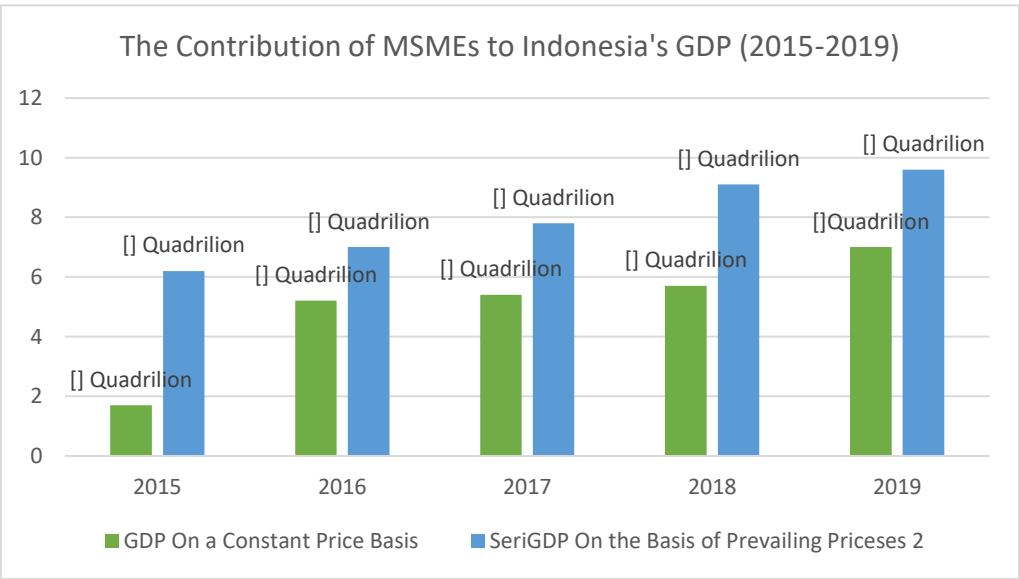 The Contribution of MSMEs to Indonesia's GDP (2015-2019)
12
10
8
6
4
2
0
[] Quadrilion
[] Quadrilion
[] Quadrilion
[] Quadrilion
[] Quadrilion
[] Quadrilion
[] Quadrilion
[] Quadrilion
[]Quadrilion
[] Quadrilion
2015 2016 2017 2018 2019
GDP On a Constant Price Basis SeriGDP On the Basis of Prevailing Priceses 2